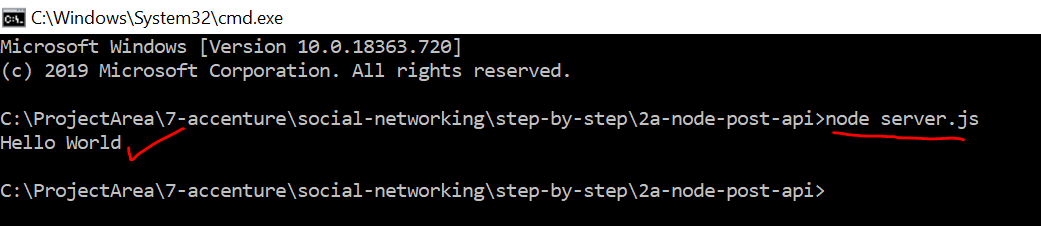 C:\Windows\System32\cmd.exe
Microsoft Windows [Version 10.0.18363.720]
(c) 2019 Microsoft Corporation. All rights reserved.
C:\ProjectArea\7-accenture\social-networking\step-by-step\2a-node-post-api>node server.js
Hello World
C:\ProjectArea\7-accenture\social-networking\step-by-step\2a-node-post-api>